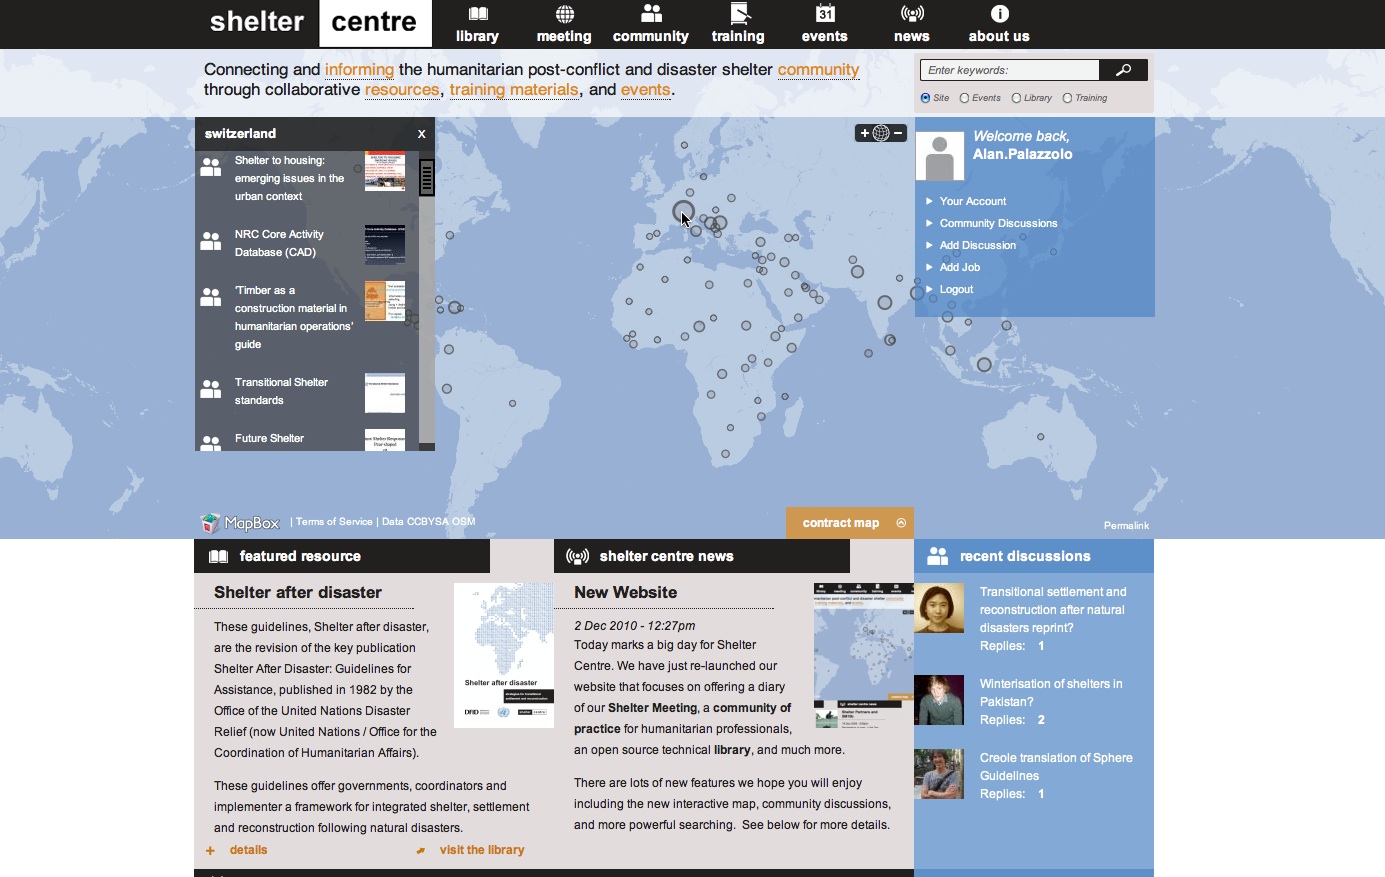 shelter centre
library
meeting
community
training
31
events
news
about us
Connecting and informing the humanitarian post-conflict and disaster shelter community
through collaborative resources, training materials, and events.
Enter keywords:
Site
Events
Library
Training
switzerland
X
Shelter to housing:
emerging issues in the
urban context
NRC Core Activity
Database (CAD)
'Timber as a
construction material in
humanitarian operations'
guide
Transitional Shelter
standards
Future Shelter
Welcome back,
Alan.Palazzolo
Your Account
Community Discussions
Add Discussion
Add Job
Logout
MapBox | Terms of Service | Data CCBYSA OSM
contract map
Permalink
featured resource
Shelter after disaster
These guidelines, Shelter after disaster,
are the revision of the key publication
Shelter After Disaster: Guidelines for
Assistance, published in 1982 by the
Office of the United Nations Disaster
Relief (now United Nations / Office for the
Coordination of Humanitarian Affairs).
Shelter after disaster
DFID
These guidelines offer governments, coordinators and
implementer a framework for integrated shelter, settlement
and reconstruction following natural disasters.
+ details
visit the library
shelter centre news
New Website
2 Dec 2010 - 12:27pm
Today marks a big day for Shelter
Centre. We have just re-launched our
website that focuses on offering a diary
of our Shelter Meeting, a community of
practice for humanitarian professionals,
an open source technical library, and much more.
There are lots of new features we hope you will enjoy
including the new interactive map, community discussions,
and more powerful searching. See below for more details.
recent discussions
Transitional settlement and
reconstruction after natural
disasters reprint?
Replies: 1
Winterisation of shelters in
Pakistan?
Replies: 2
Creole translation of Sphere
Guidelines
Replies: 1